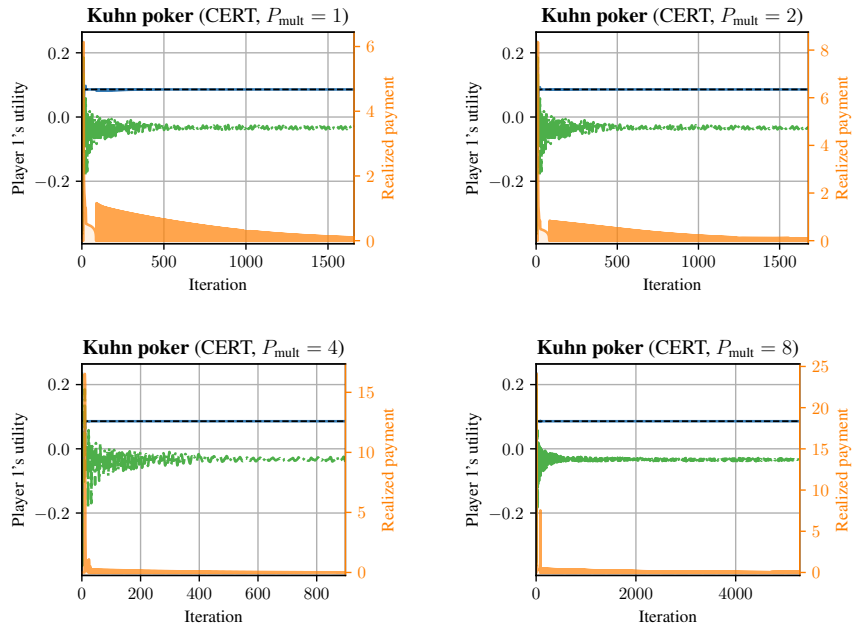 Kuhn poker (CERT, P_mult = 1)
Player 1's utility
0.2
0.0
−0.2
0
500
1000
1500
Iteration
6
4
2
0
Realized payment
Kuhn poker (CERT, P_mult = 2)
Player 1's utility
0.2
0.0
−0.2
0
500
1000
1500
Iteration
8
6
4
2
0
Realized payment
Kuhn poker (CERT, P_mult = 4)
Player 1's utility
0.2
0.0
−0.2
0
200
400
600
800
Iteration
15
10
5
0
Realized payment
Kuhn poker (CERT, P_mult = 8)
Player 1's utility
0.2
0.0
−0.2
0
2000
4000
Iteration
25
20
15
10
5
0
Realized payment